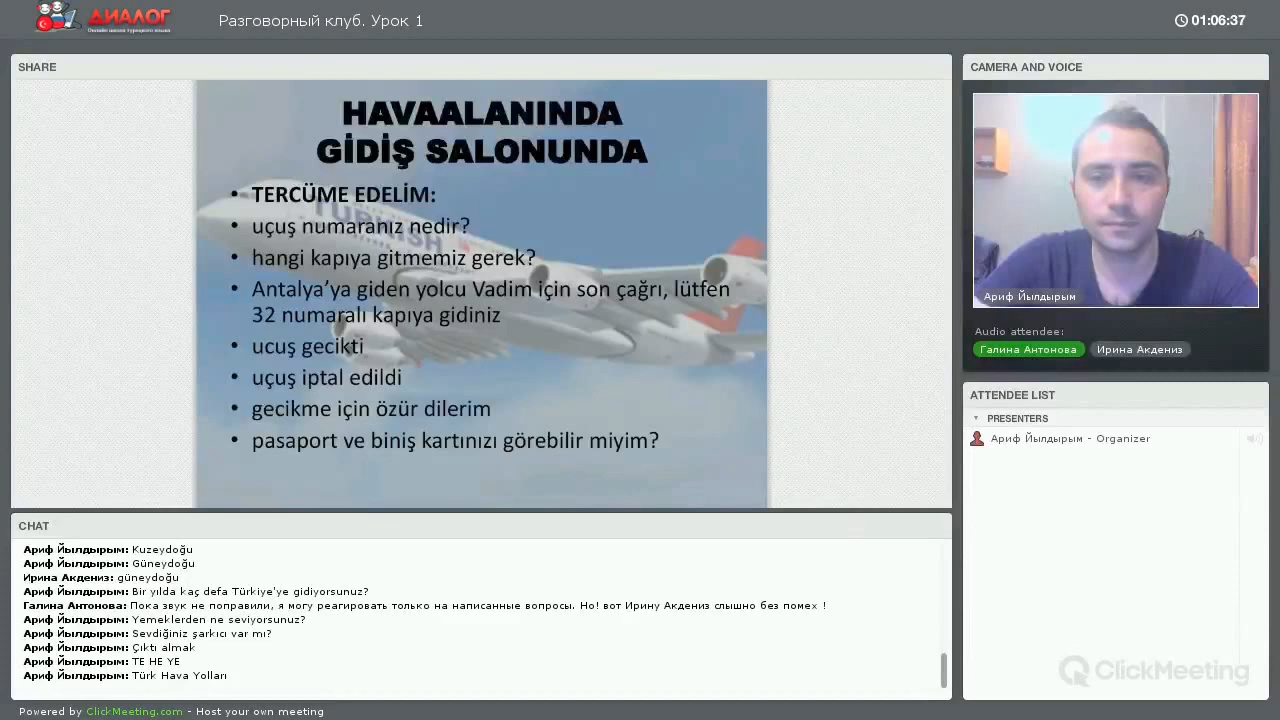 ДИАЛОГ
Онлайн школа турецкого языка
Разговорный клуб. Урок 1
01:06:37
SHARE
HAVAALANINDA
GİDİŞ SALONUNDA
• TERCÜME EDELİM:
• uçuş numaranız nedir?
• hangi kapıya gitmemiz gerek?
• Antalya’ya giden yolcu Vadim için son çağrı, lütfen
32 numaralı kapıya gidiniz
• ucuş gecikti
• uçuş iptal edildi
• gecikme için özür dilerim
• pasaport ve biniş kartınızı görebilir miyim?
TURKISH
CHAT
Ариф Йылдырым: Kuzeydoğu
Ариф Йылдырым: Güneydoğu
Ирина Акдениз: güneydoğu
Ариф Йылдырым: Bir yılda kaç defa Türkiye'ye gidiyorsunuz?
Галина Антонова: Пока звук не поправили, я могу реагировать только на написанные вопросы. Но! вот Ирину Акдениз слышно без помех !
Ариф Йылдырым: Yemeklerden ne seviyorsunuz?
Ариф Йылдырым: Sevdiğiniz şarkıcı var mı?
Ариф Йылдырым: Çıktı almak
Ариф Йылдырым: TE HE YE
Ариф Йылдырым: Türk Hava Yolları
CAMERA AND VOICE
Ариф Йылдырым
Audio attendee:
Галина Антонова Ирина Акдениз
ATTENDEE LIST
PRESENTERS
Ариф Йылдырым - Organizer
ClickMeeting
Powered by ClickMeeting.com - Host your own meeting